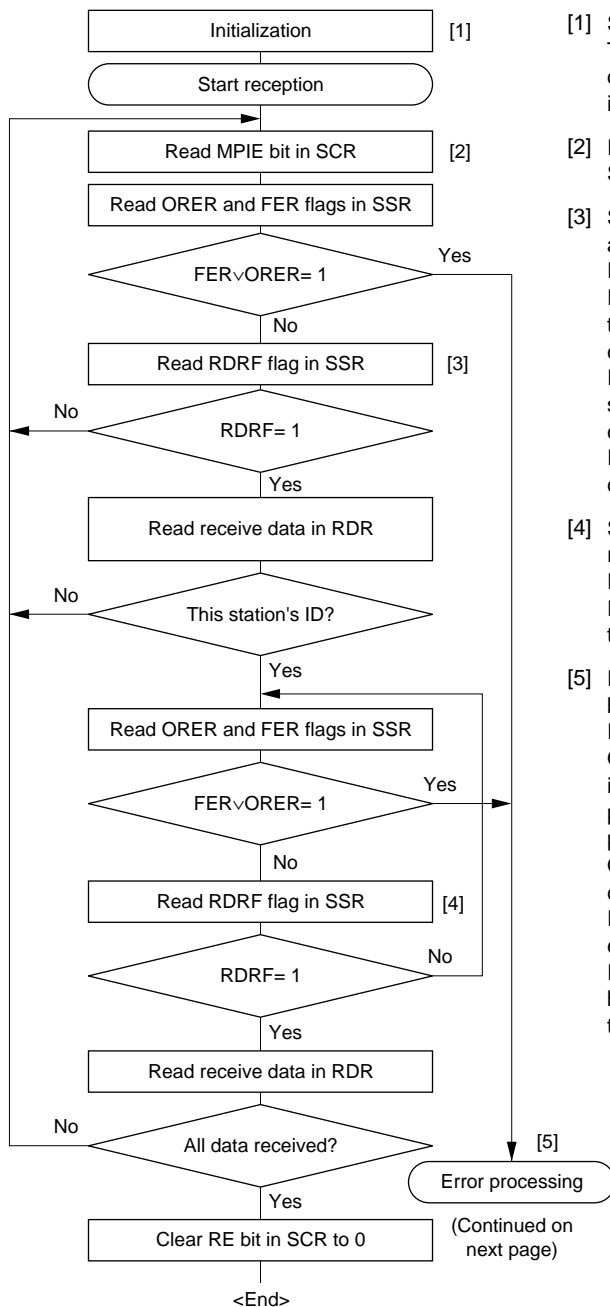 Initialization
[1]
Start reception
Read MPIE bit in SCR
[2]
Read ORER and FER flags in SSR
FER∨ORER= 1
Yes
No
Read RDRF flag in SSR
[3]
RDRF= 1
No
Yes
Read receive data in RDR
This station's ID?
No
Yes
Read ORER and FER flags in SSR
FER∨ORER= 1
Yes
No
Read RDRF flag in SSR
[4]
RDRF= 1
No
Yes
Read receive data in RDR
All data received?
No
Yes
[5]
Error processing
(Continued on
next page)
Clear RE bit in SCR to 0
<End>
[1]
[2]
[3]
[4]
[5]